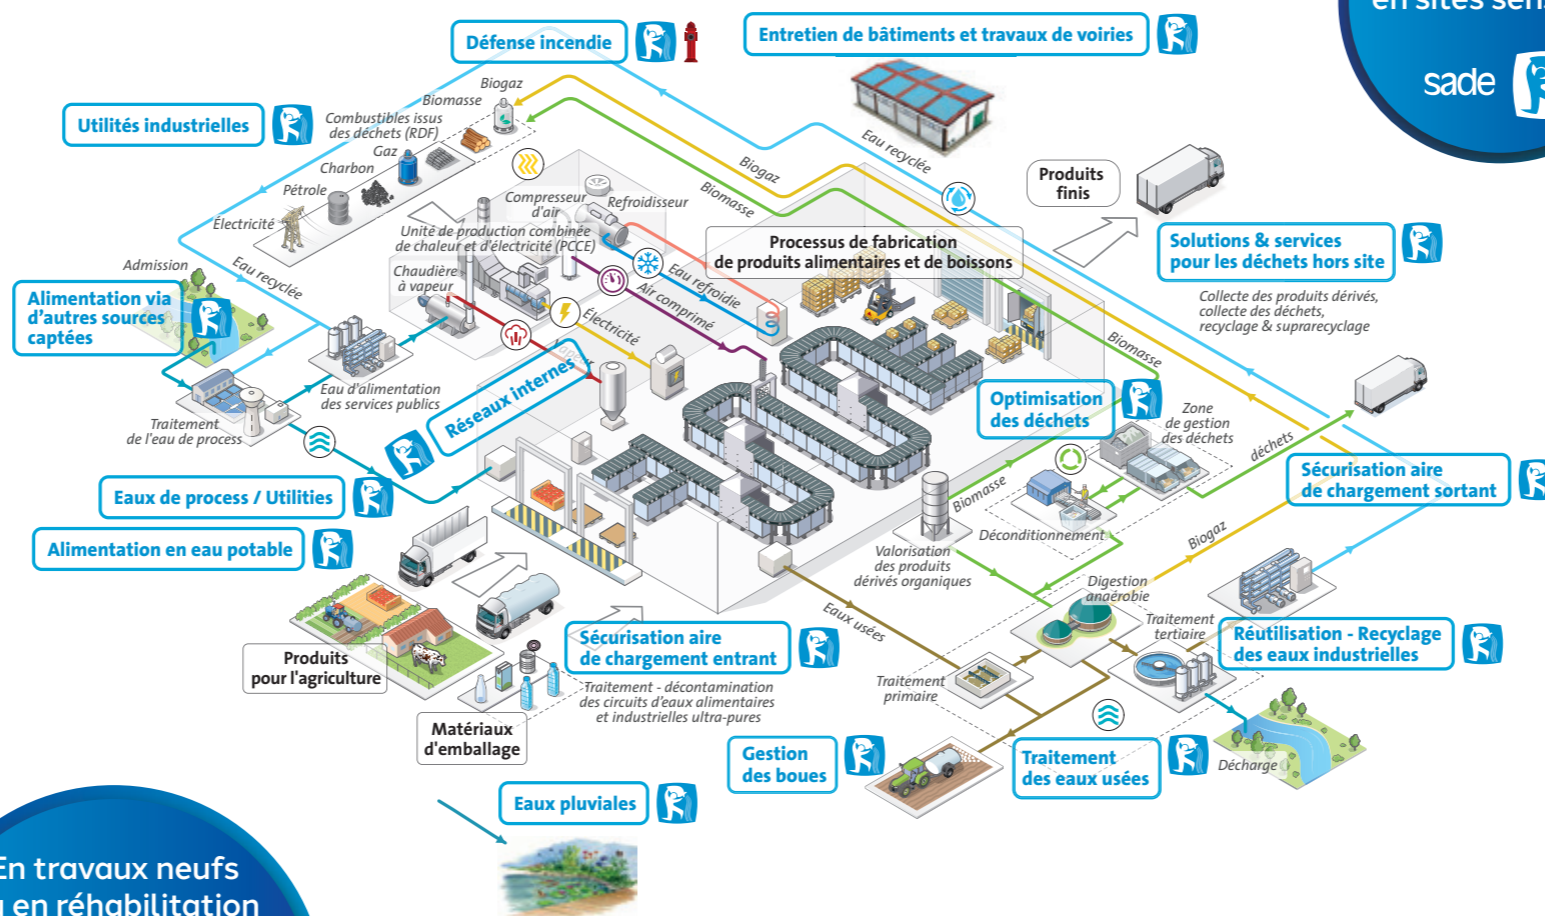 en sites sens
sade
Défense incendie
Entretien de bâtiments et travaux de voiries
Utilités industrielles
Biogaz
Biomasse
Combustibles issus
des déchets (RDF)
Gaz
Charbon
Pétrole
Électricité
Eau recyclée
Biogaz
Biomasse
Produits
finis
Compresseur
d'air
Refroidisseur
Unité de production combinée
de chaleur et d'électricité (PCCE)
Chaudière
à vapeur
Processus de fabrication
de produits alimentaires et de boissons
Solutions & services
pour les déchets hors site
Collecte des produits dérivés,
collecte des déchets,
recyclage & suprarecyclage
Admission
Eau recyclée
Alimentation via
d’autres sources
captées
Eau refroidie
Air comprimé
Électricité
Vapeur
Biomasse
Eau d'alimentation
des services publics
Traitement
de l'eau de process
Réseaux internes
Optimisation
des déchets
Zone
de gestion
des déchets
déchets
Sécurisation aire
de chargement sortant
Eaux de process / Utilities
Alimentation en eau potable
Biomasse
Déconditionnement
Valorisation
des produits
dérivés organiques
Biogaz
Digestion
anaérobie
Eaux usées
Traitement
tertiaire
Réutilisation - Recyclage
des eaux industrielles
Sécurisation aire
de chargement entrant
Traitement - décontamination
des circuits d'eaux alimentaires
et industrielles ultra-pures
Produits
pour l'agriculture
Matériaux
d'emballage
Traitement
primaire
Gestion
des boues
Traitement
des eaux usées
Décharge
Eaux pluviales
En travaux neufs
en réhabilitation